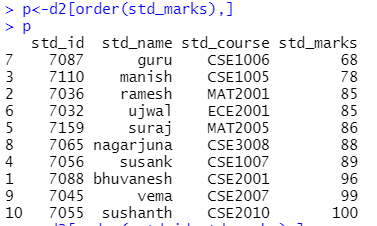 > p<-d2[order(std_marks),]
> p
std_id std_name std_course std_marks
7 7087 guru CSE1006 68
3 7110 manish CSE1005 78
2 7036 ramesh MAT2001 85
6 7032 ujwal ECE2001 85
5 7159 suraj MAT2005 86
8 7065 nagarjuna CSE3008 88
4 7056 susank CSE1007 89
1 7088 bhuvanesh CSE2001 96
9 7045 vema CSE2007 99
10 7055 sushanth CSE2010 100